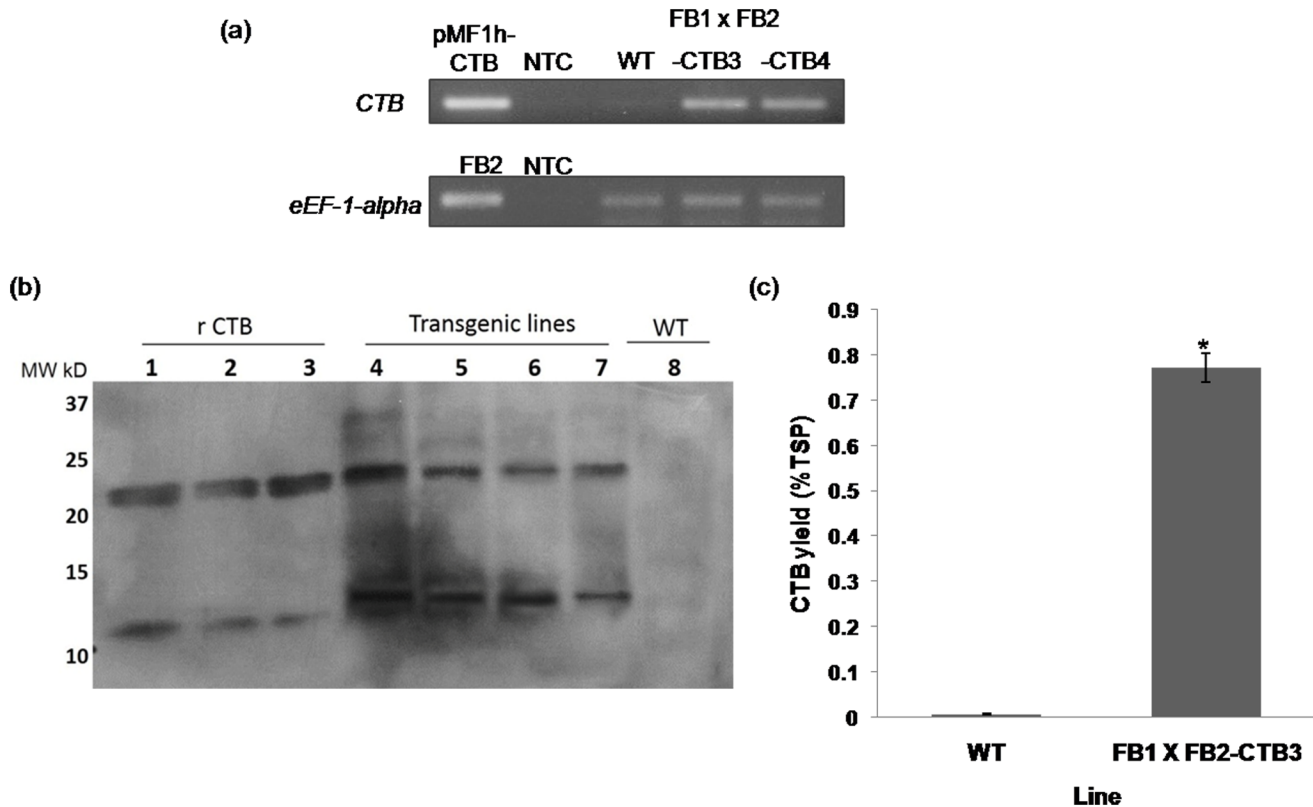 (a)
FB1 x FB2
pMF1h-
CTB NTC WT -CTB3 -CTB4
CTB
FB2 NTC
eEF-1-alpha
(b)
r CTB Transgenic lines WT
MW kD 1 2 3 4 5 6 7 8
37
25
20
15
10
(c)
CTB yield (%TSP)
0.9
0.8
*
0.7
0.6
0.5
0.4
0.3
0.2
0.1
0
WT FB1 X FB2-CTB3
Line